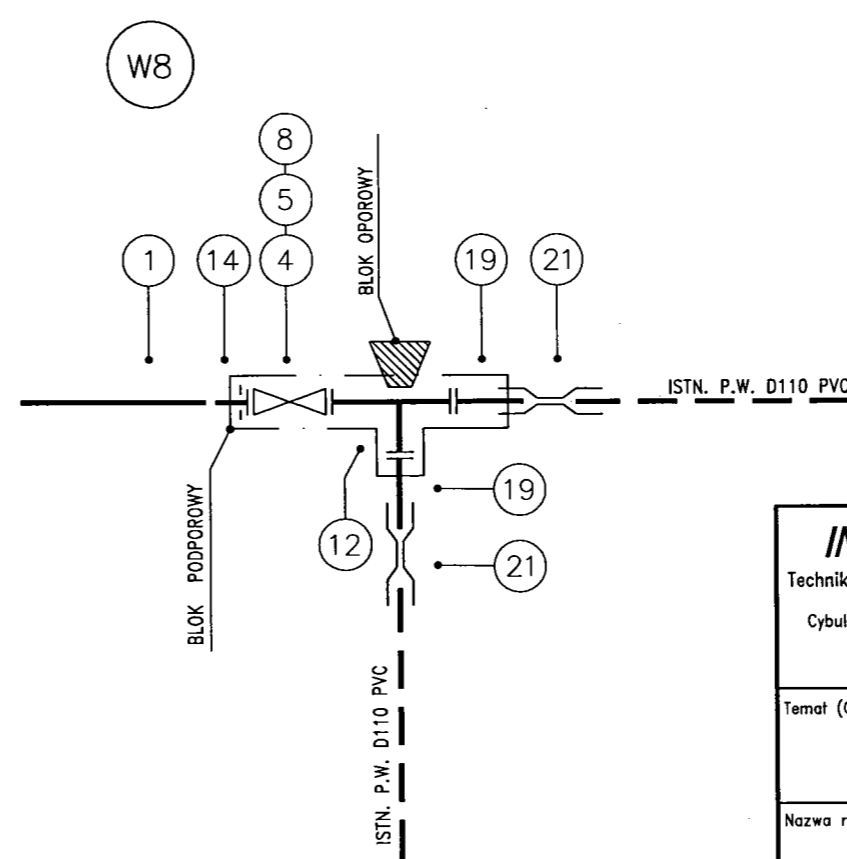 W8
8
5
1
14
4
BLOK OPOROWY
19
21
ISTN. P.W. D110 PVC
BLOK PODPOROWY
12
19
21
ISTN. P.W. D110 PVC
Technik
Temat
Nazwa